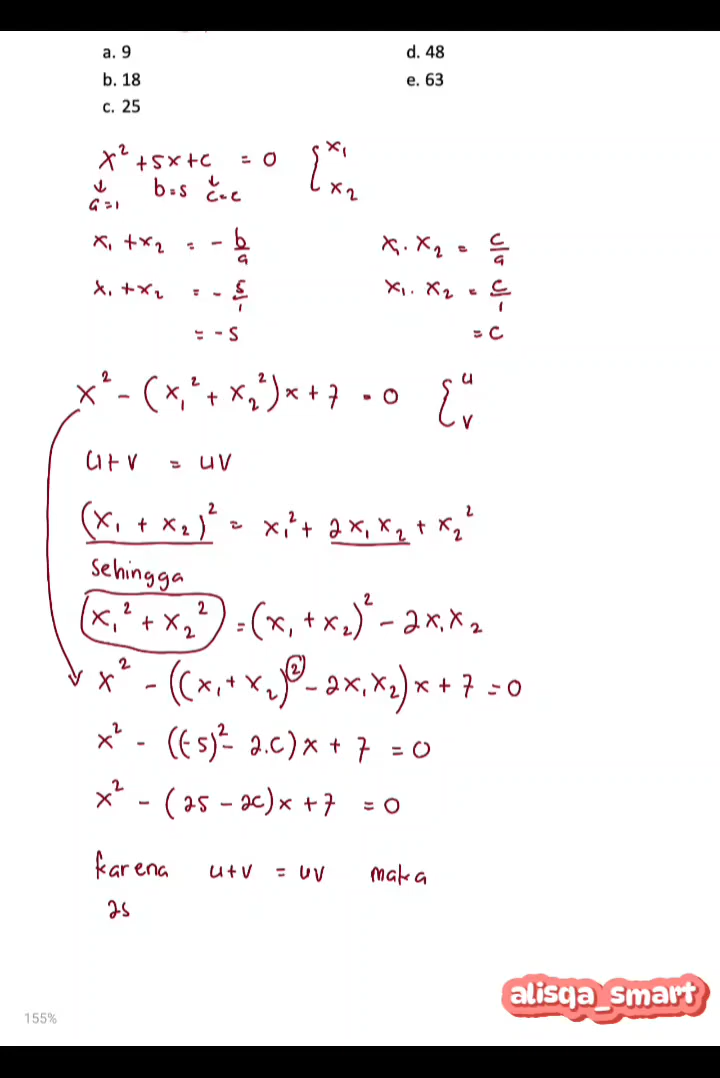 a. 9 d. 48
b. 18 e. 63
c. 25
x² + 5x + c = 0 { x₁
x₂
↓ b=5 ↓
a=1 c=c
x₁ + x₂ = - b/a x₁ . x₂ = c/a
x₁ + x₂ = - 5/1 x₁ . x₂ = c/1
= -5 = c
x² - (x₁² + x₂²)x + 7 = 0 { u
v
u+v = uv
(x₁ + x₂)² = x₁² + 2x₁x₂ + x₂²
sehingga
x₁² + x₂² = (x₁ + x₂)² - 2x₁x₂
x² - ((x₁ + x₂)² - 2x₁x₂)x + 7 = 0
x² - ((-5)² - 2.c)x + 7 = 0
x² - (25 - 2c)x + 7 = 0
karena u+v = uv maka
25
alisqa_smart
155%